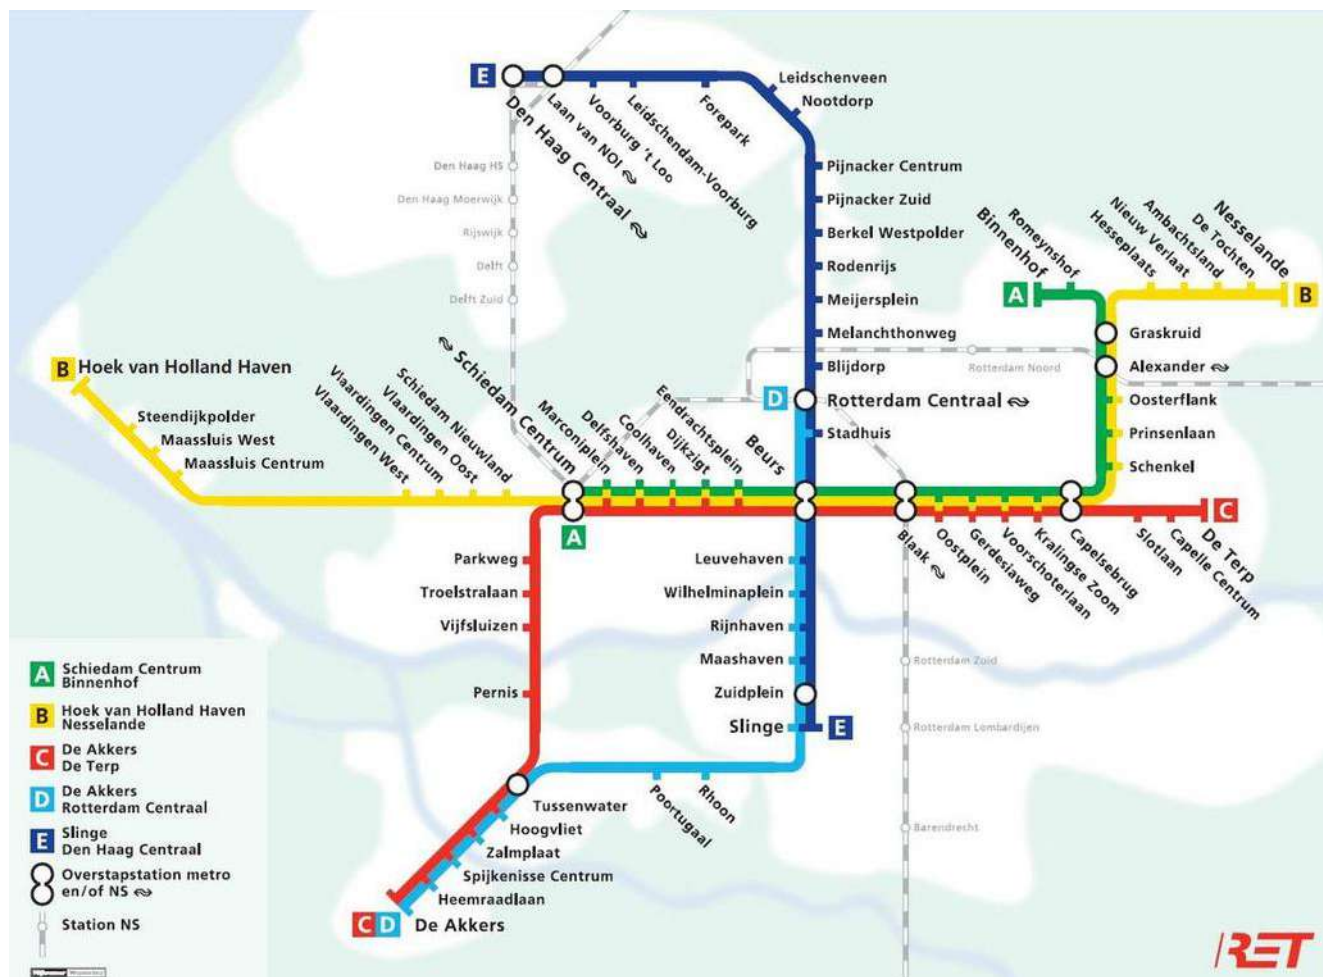 E
Leidschenveen
Nootdorp
Den Haag Centraal
Laan van NOI
Voorburg 't Loo
Leidschendam-Voorburg
Forepark
Den Haag HS
Den Haag Moerwijk
Rijswijk
Delft
Delft Zuid
Pijnacker Centrum
Pijnacker Zuid
Berkel Westpolder
Rodenrijs
Meijersplein
Melanchthonweg
Blijdorp
D
Rotterdam Centraal
Stadhuis
Rotterdam Noord
A
Binnenhof
Romeynshof
Hesseplaats
Nieuw Verlaat
Ambachtsland
De Tochten
Nesselande
B
Graskruid
Alexander
Oosterflank
Prinsenlaan
Schenkel
B
Hoek van Holland Haven
Steendijkpolder
Maassluis West
Maassluis Centrum
Vlaardingen West
Vlaardingen Centrum
Vlaardingen Oost
Schiedam Nieuwland
Schiedam Centrum
A
Marconiplein
Delfshaven
Coolhaven
Dijkzigt
Eendrachtsplein
Beurs
Blaak
Oostplein
Gerdesiaweg
Voorschoterlaan
Kralingse Zoom
Capelsebrug
Slotlaan
Capelle Centrum
De Terp
C
Parkweg
Troelstralaan
Vijfsluizen
Pernis
Leuvehaven
Wilhelminaplein
Rijnhaven
Maashaven
Zuidplein
Slinge
E
Rotterdam Zuid
Rotterdam Lombardijen
Barendrecht
Tussenwater
Hoogvliet
Zalmplaat
Spijkenisse Centrum
Heemraadlaan
C D
De Akkers
Poortugaal
Rhoon
A
Schiedam Centrum
Binnenhof
B
Hoek van Holland Haven
Nesselande
C
De Akkers
De Terp
D
De Akkers
Rotterdam Centraal
E
Slinge
Den Haag Centraal
Overstapstation metro
en/of NS
Station NS
RET